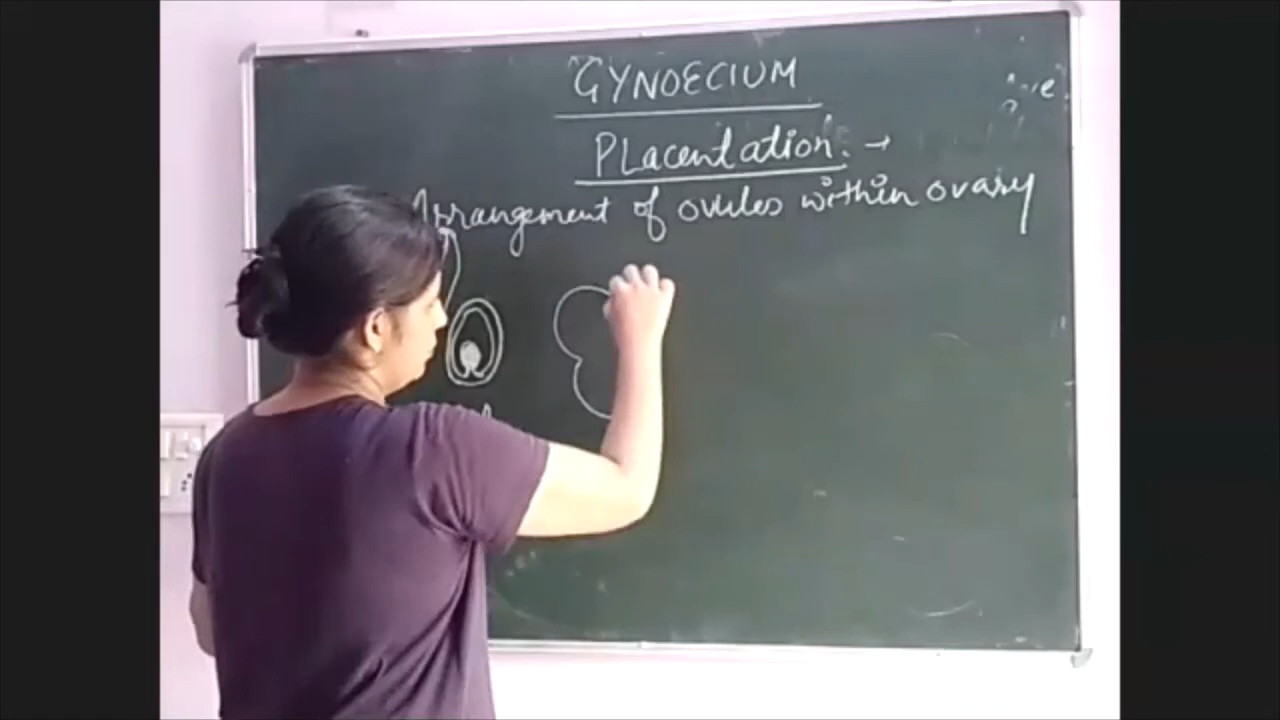 GYNOECIUM
PLacentation. →
Arrangement of ovules within ovary